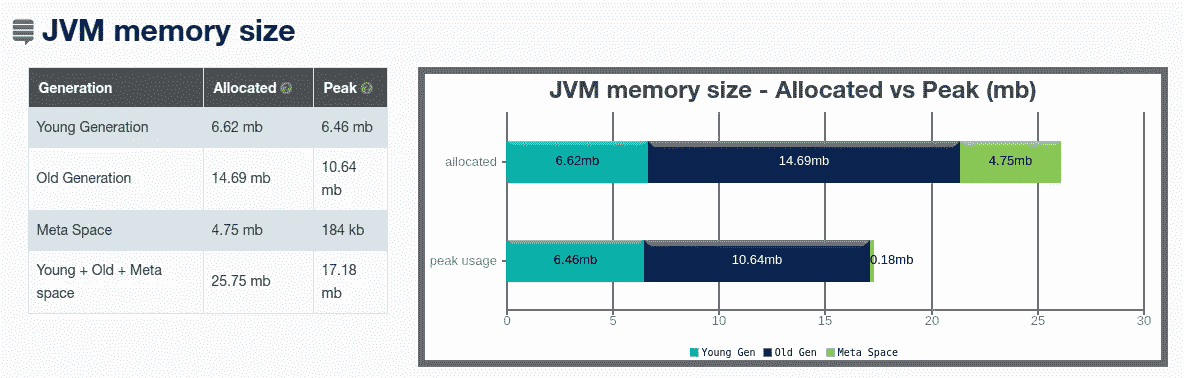 JVM memory size
Generation Allocated Peak
Young Generation 6.62 mb 6.46 mb
Old Generation 14.69 mb 10.64
mb
Meta Space 4.75 mb 184 kb
Young + Old + Meta
space 25.75 mb 17.18
mb
JVM memory size - Allocated vs Peak (mb)
allocated 6.62mb 14.69mb 4.75mb
peak usage 6.46mb 10.64mb 0.18mb
0 5 10 15 20 25 30
Young Gen Old Gen Meta Space